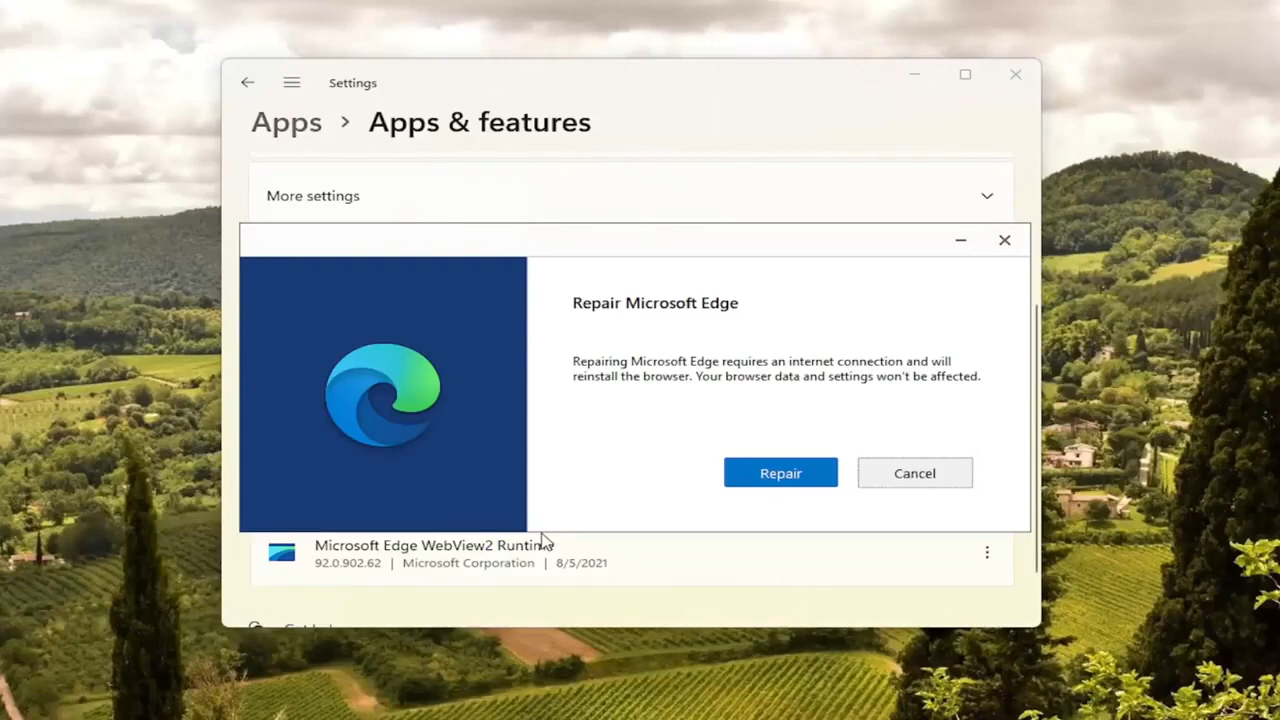 Settings
Apps > Apps & features
More settings
Repair Microsoft Edge
Repairing Microsoft Edge requires an internet connection and will
reinstall the browser. Your browser data and settings won't be affected.
Repair
Cancel
Microsoft Edge WebView2 Runtime
92.0.902.62 | Microsoft Corporation | 8/5/2021